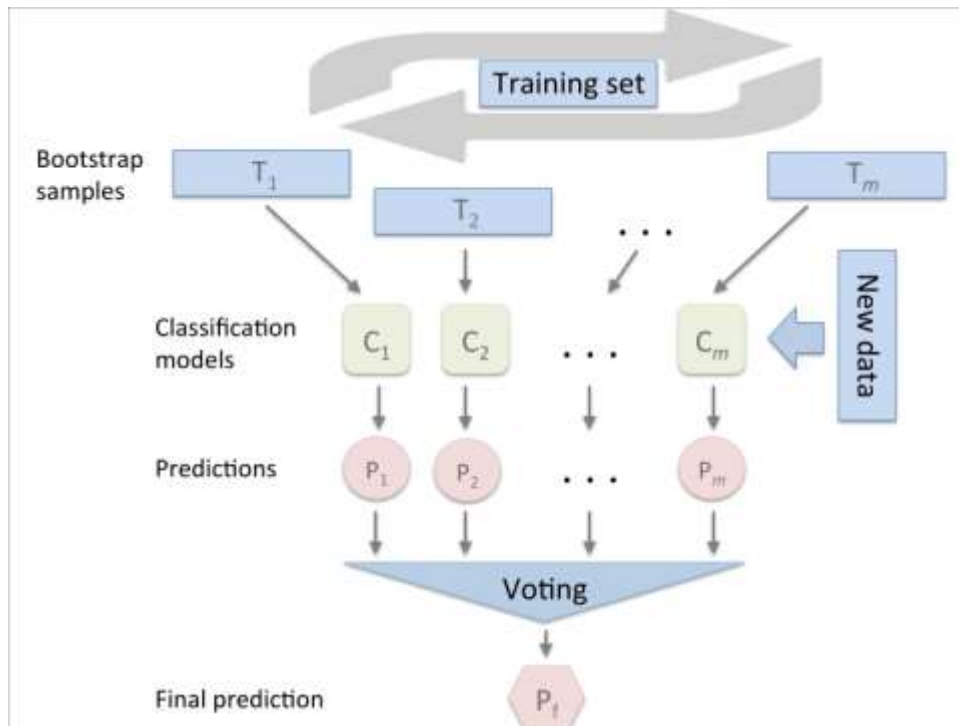 Training set
Bootstrap
samples
T₁
T₂
. . .
Tₘ
Classification
models
C₁
C₂
. . .
Cₘ
New data
Predictions
P₁
P₂
. . .
Pₘ
Voting
Final prediction
P_f